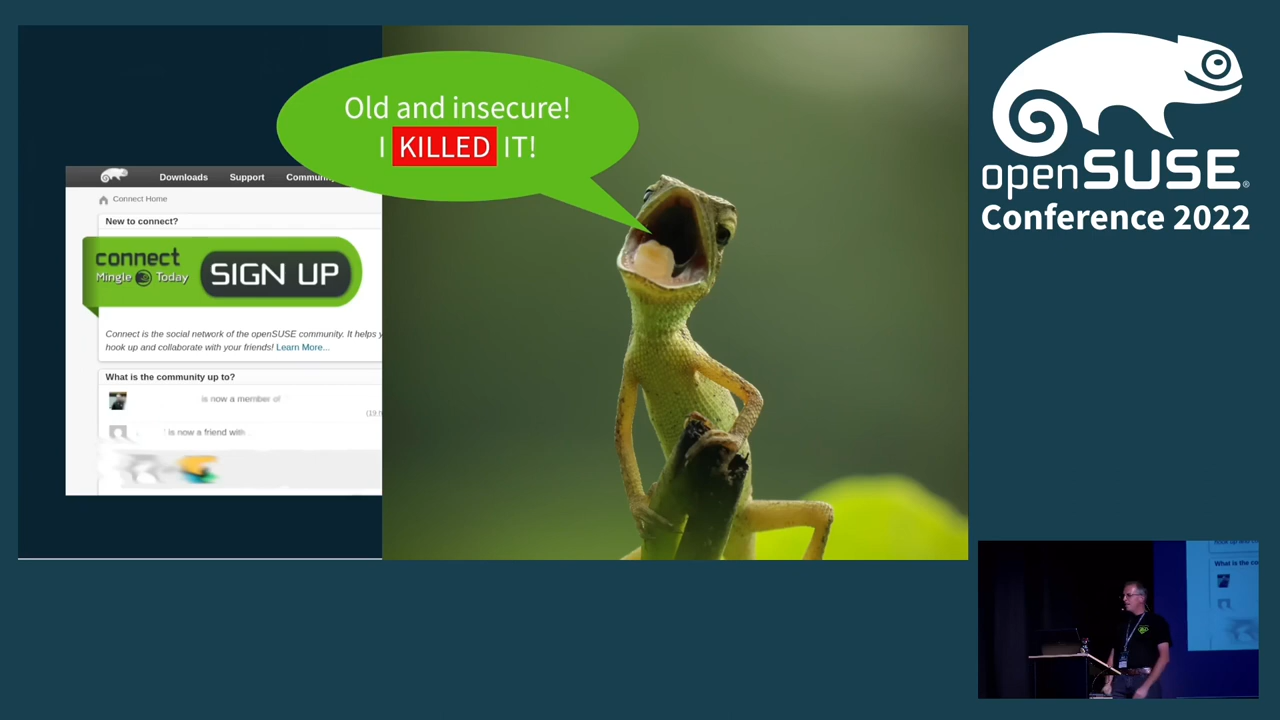 Old and insecure!
I KILLED IT!
Downloads Support
Connect Home
New to connect?
connect
Mingle Today
SIGN UP
Connect is the social network of the openSUSE community. It helps
hook up and collaborate with your friends! Learn More...
What is the community up to?
is now a member of
is now a friend with
openSUSE
Conference 2022